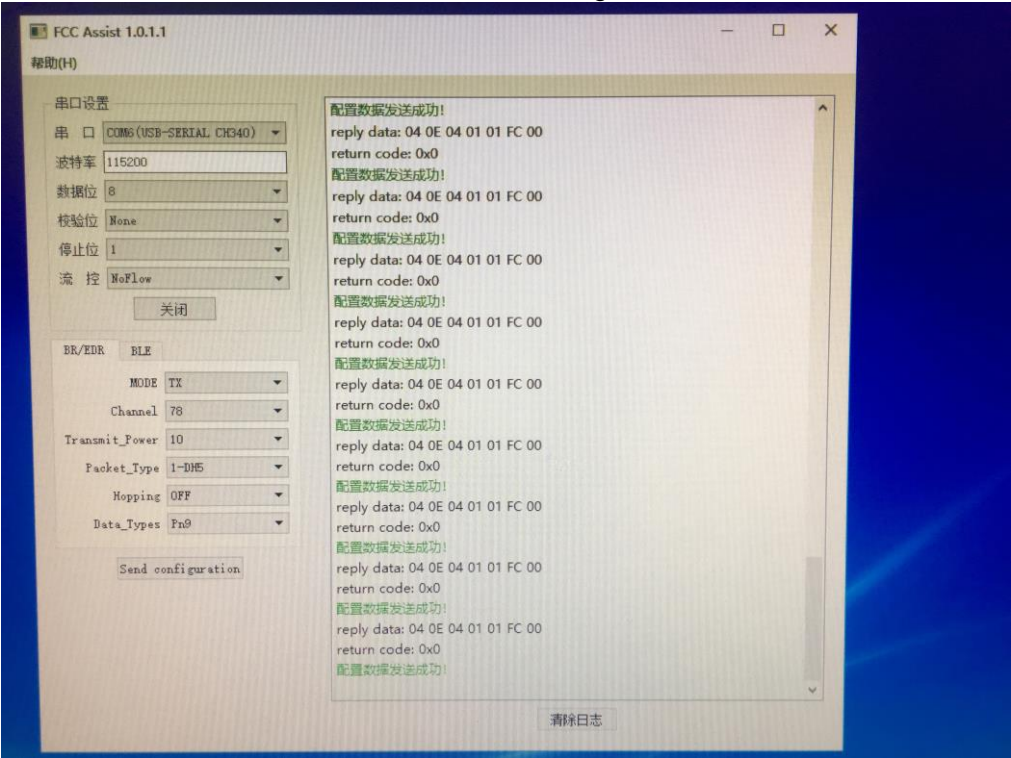 FCC Assist 1.0.1.1
帮助(H)
串口设置
串 口 COM6(USB-SERIAL CH340)
波特率 115200
数据位 8
校验位 None
停止位 1
流 控 NoFlow
关闭
BR/EDR BLE
MODE TX
Channel 78
Transmit_Power 10
Packet_Type 1-DH5
Hopping OFF
Data_Types Pn9
Send configuration
配置数据发送成功!
reply data: 04 0E 04 01 01 FC 00
return code: 0x0
配置数据发送成功!
reply data: 04 0E 04 01 01 FC 00
return code: 0x0
配置数据发送成功!
reply data: 04 0E 04 01 01 FC 00
return code: 0x0
配置数据发送成功!
reply data: 04 0E 04 01 01 FC 00
return code: 0x0
配置数据发送成功!
reply data: 04 0E 04 01 01 FC 00
return code: 0x0
配置数据发送成功!
reply data: 04 0E 04 01 01 FC 00
return code: 0x0
配置数据发送成功!
reply data: 04 0E 04 01 01 FC 00
return code: 0x0
配置数据发送成功!
reply data: 04 0E 04 01 01 FC 00
return code: 0x0
配置数据发送成功!
reply data: 04 0E 04 01 01 FC 00
return code: 0x0
配置数据发送成功!
清除日志